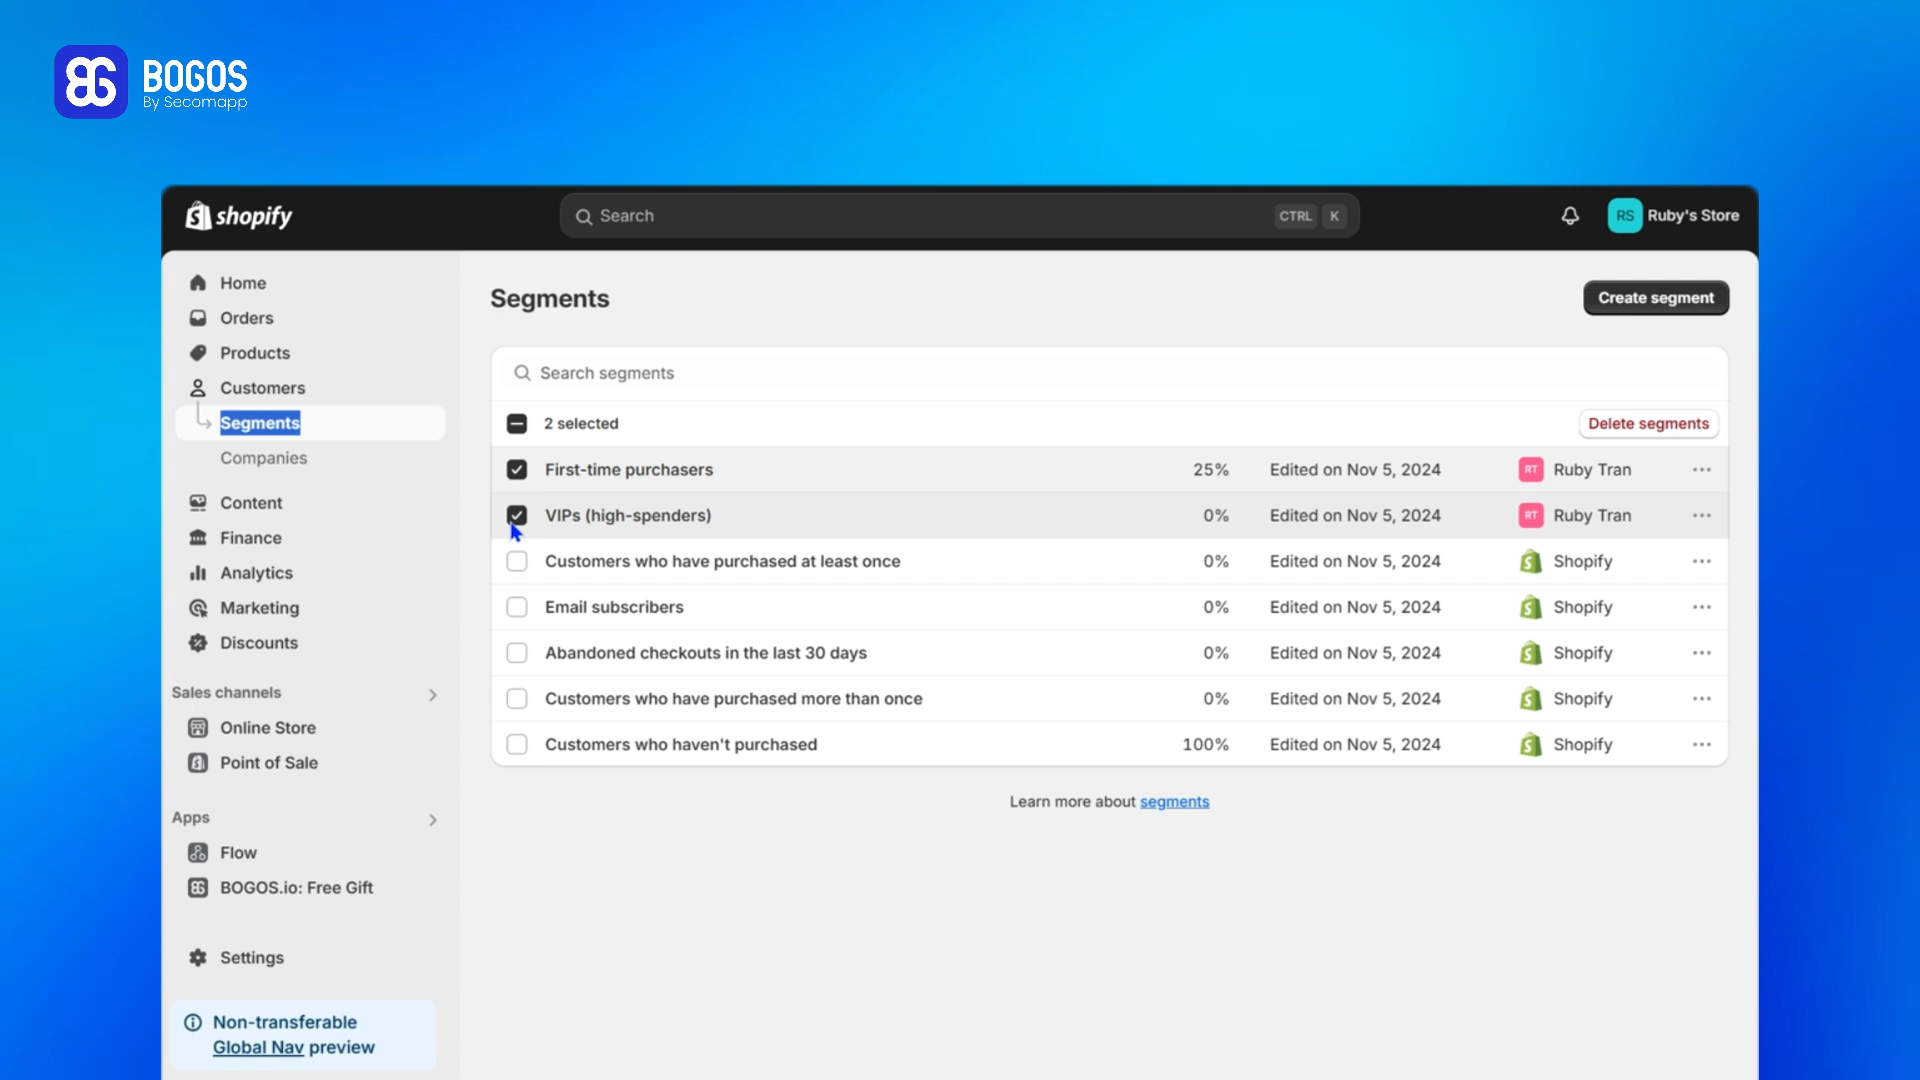 BOGOS
By Secomapp
shopify
Search
CTRL K
RS Ruby's Store
Home
Orders
Products
Customers
Segments
Companies
Content
Finance
Analytics
Marketing
Discounts
Sales channels
Online Store
Point of Sale
Apps
Flow
BOGOS.io: Free Gift
Settings
Non-transferable
Global Nav preview
Segments
Create segment
Search segments
2 selected
Delete segments
First-time purchasers 25% Edited on Nov 5, 2024 RT Ruby Tran
VIPs (high-spenders) 0% Edited on Nov 5, 2024 RT Ruby Tran
Customers who have purchased at least once 0% Edited on Nov 5, 2024 Shopify
Email subscribers 0% Edited on Nov 5, 2024 Shopify
Abandoned checkouts in the last 30 days 0% Edited on Nov 5, 2024 Shopify
Customers who have purchased more than once 0% Edited on Nov 5, 2024 Shopify
Customers who haven't purchased 100% Edited on Nov 5, 2024 Shopify
Learn more about segments